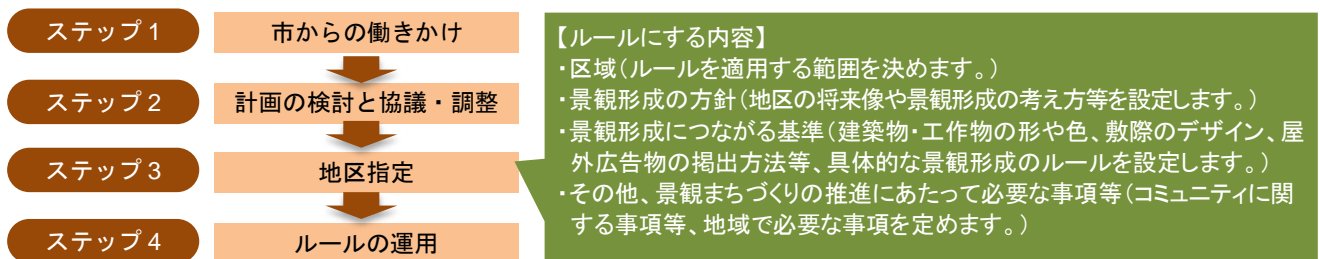 ステップ1
市からの働きかけ
ステップ2
計画の検討と協議・調整
ステップ3
地区指定
ステップ4
ルールの運用
【ルールにする内容】
・区域(ルールを適用する範囲を決めます。)
・景観形成の方針(地区の将来像や景観形成の考え方等を設定します。)
・景観形成につながる基準(建築物・工作物の形や色、敷際のデザイン、屋
外広告物の掲出方法等、具体的な景観形成のルールを設定します。)
・その他、景観まちづくりの推進にあたって必要な事項等(コミュニティに関
する事項等、地域で必要な事項を定めます。)